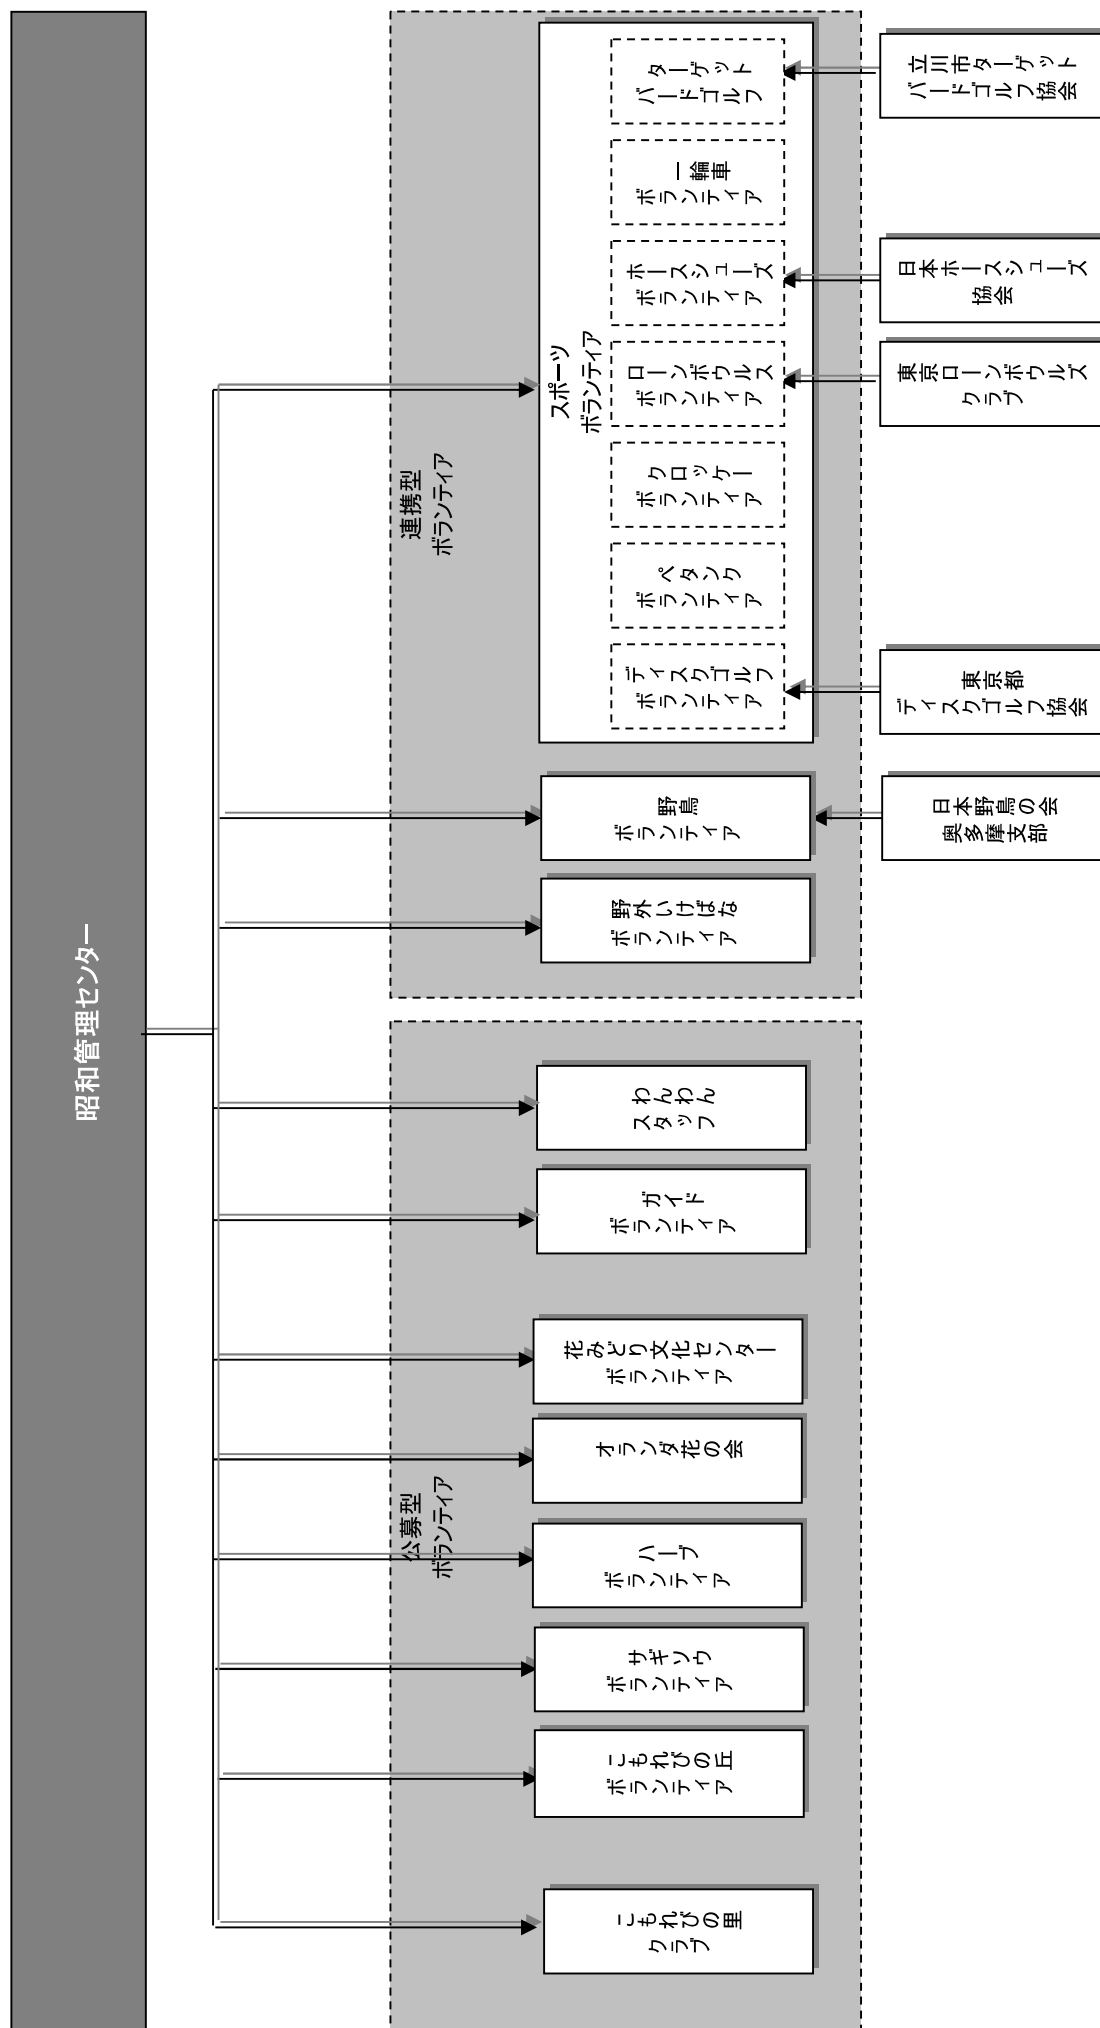 昭和管理センター
連携型
ボランティア
スポーツ
ボランティア
ターゲット
バードゴルフ
一輪車
ボランティア
ホースシューズ
ボランティア
ローンボウルス
ボランティア
クロッケー
ボランティア
ペタンク
ボランティア
ディスクゴルフ
ボランティア
野鳥
ボランティア
野外いけばな
ボランティア
立川市ターゲット
バードゴルフ協会
日本ホースシューズ
協会
東京ローンボウルズ
クラブ
東京都
ディスクゴルフ協会
日本野鳥の会
奥多摩支部
公募型
ボランティア
わんわん
スタッフ
ガイド
ボランティア
花みどり文化センター
ボランティア
オランダ花の会
ハーブ
ボランティア
サギソウ
ボランティア
こもれびの丘
ボランティア
こもれびの里
クラブ